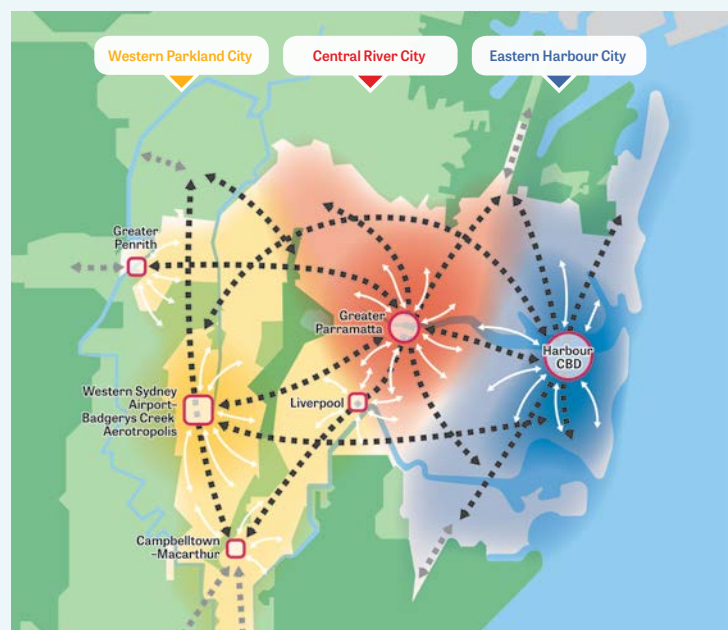 Western Parkland City
Central River City
Eastern Harbour City
Greater
Penrith
Greater
Parramatta
Harbour
CBD
Western Sydney
Airport–
Badgerys Creek
Aerotropolis
Liverpool
Campbelltown
–Macarthur